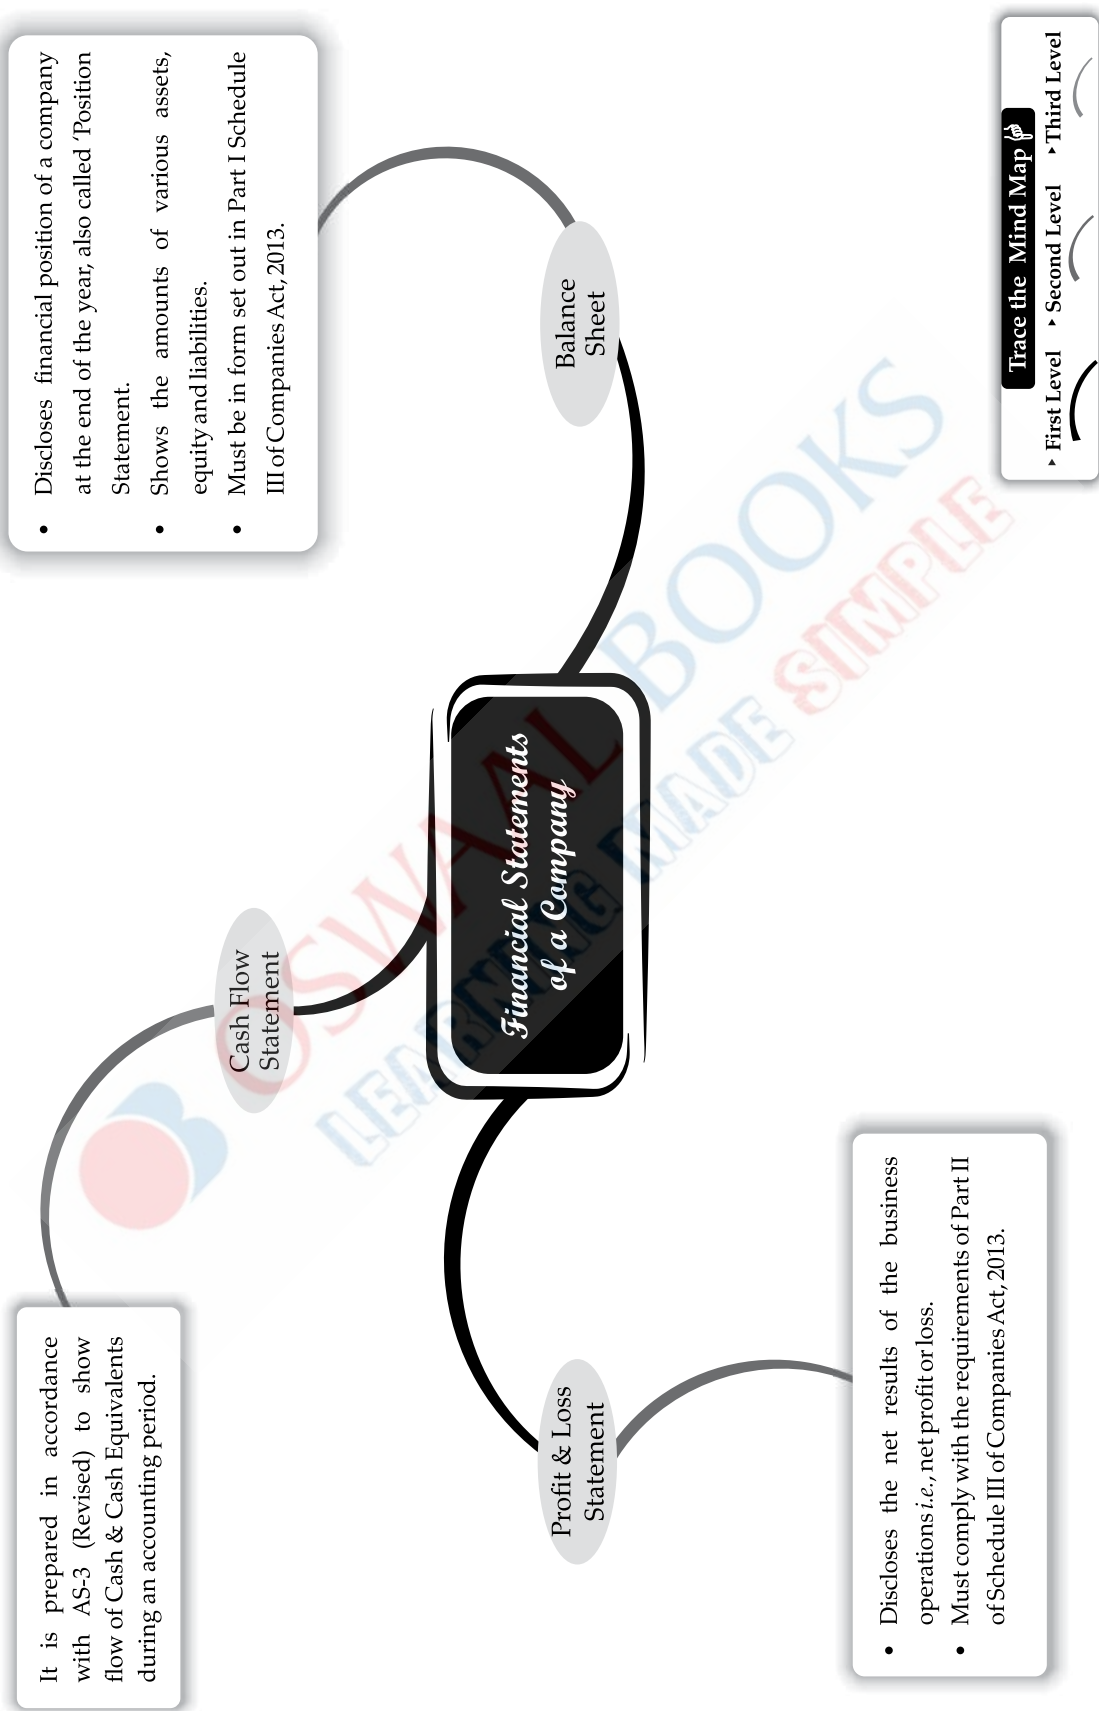 It is prepared in accordance
with AS-3 (Revised) to show
flow of Cash & Cash Equivalents
during an accounting period.
Cash Flow
Statement
• Discloses financial position of a company
at the end of the year, also called ‘Position
Statement.
• Shows the amounts of various assets,
equity and liabilities.
• Must be in form set out in Part I Schedule
III of Companies Act, 2013.
Balance
Sheet
Financial Statements
of a Company
Profit & Loss
Statement
• Discloses the net results of the business
operations i.e., net profit or loss.
• Must comply with the requirements of Part II
of Schedule III of Companies Act, 2013.
Trace the Mind Map
▸ First Level ▸ Second Level ▸ Third Level
OSWAAL BOOKS
LEARNING MADE SIMPLE